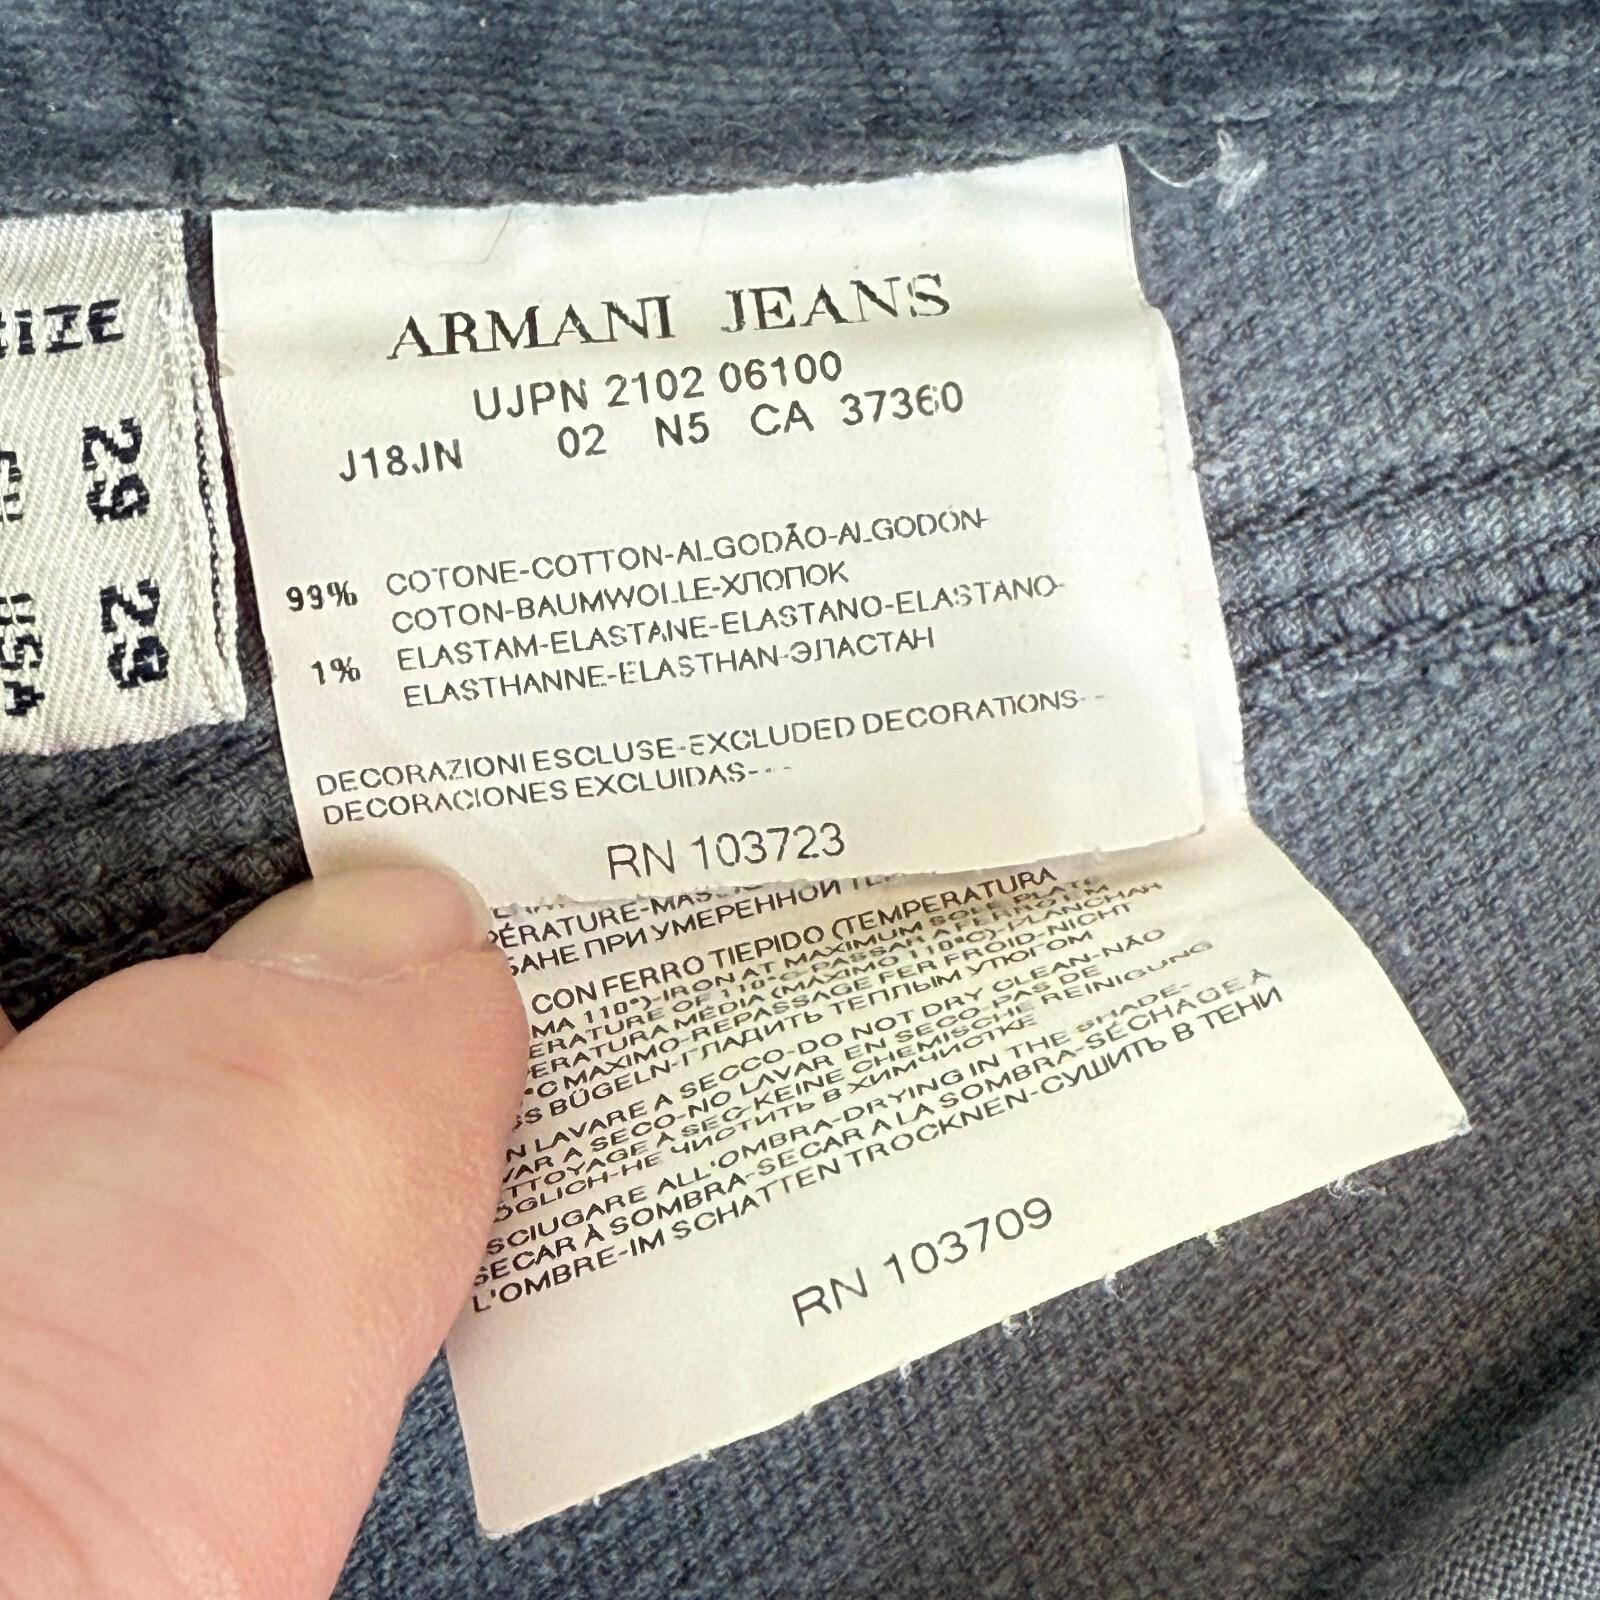 SIZE
29
29
USA
ARMANI JEANS
UJPN 2102 06100
J18JN 02 N5 CA 37360
99% COTONE-COTTON-ALGODÃO-ALGODÓN-
COTON-BAUMWOLLE-ХЛОПОК
1% ELASTAM-ELASTANE-ELASTANO-ELASTANO-
ELASTHANNE-ELASTHAN-ЭЛАСТАН
DECORAZIONI ESCLUSE-EXCLUDED DECORATIONS- -
DECORACIONES EXCLUIDAS- - -
RN 103723
PÉRATURE-
ПРИ УМЕРЕННОЙ
CON FERRO TIEPIDO (TEMPERATURA
MA 110°)-IRON AT MAXIMUM SOLE PLATE
ERATURE OF 110°C-PASSAR A FERRO EM
PERATURA MÉDIA (MÁXIMO 110°C)-PLANCHAR
°C MAXIMO-REPASSAGE FER FROID-NICHT
SS BÜGELN-ГЛАДИТЬ ТЕПЛЫМ УТЮГОМ
N LAVARE A SECCO-DO NOT DRY CLEAN-NÃO
VAR A SECO-NO LAVAR EN SECO-PAS DE
TTOYAGE À SEC-KEINE CHEMISCHE REINIGUNG
ÖGLICH-НЕ ЧИСТИТЬ В ХИМЧИСТКЕ
SCIUGARE ALL'OMBRA-DRYING IN THE SHADE-
SECAR À SOMBRA-SECAR A LA SOMBRA-SÉCHAGE À
L'OMBRE-IM SCHATTEN TROCKNEN-СУШИТЬ В ТЕНИ
RN 103709